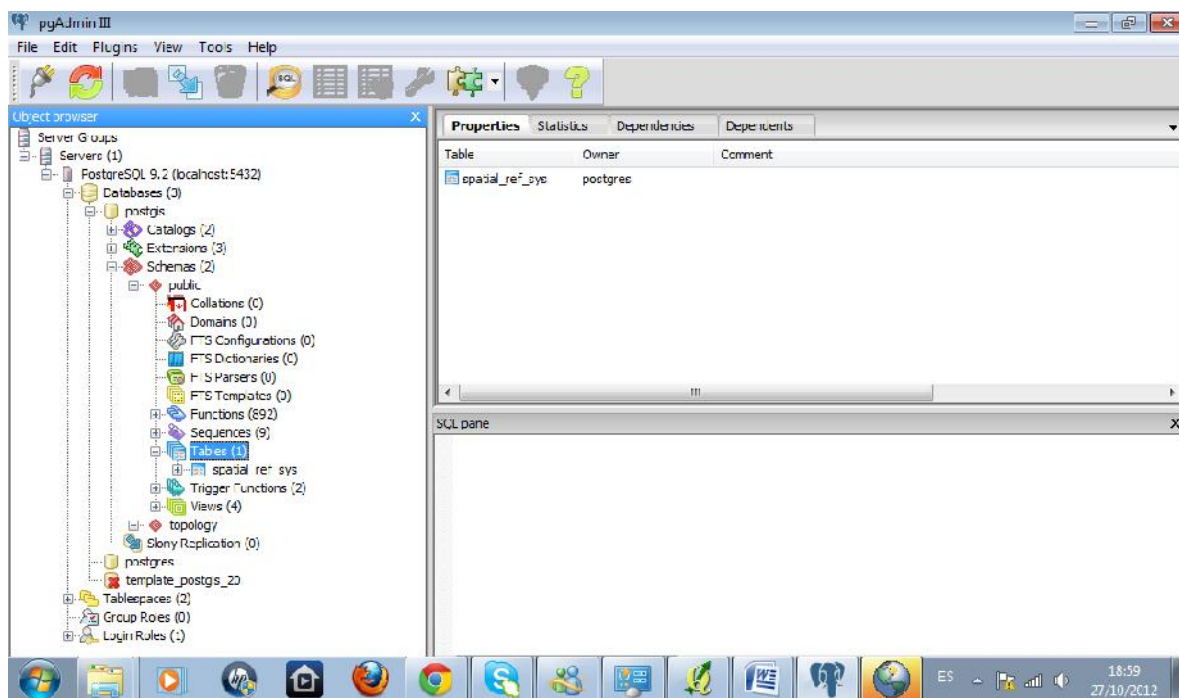 pgAdmin III
File Edit Plugins View Tools Help
Object browser X
Server Groups
Servers (1)
PostgreSQL 9.2 (localhost:5432)
Databases (3)
postgis
Catalogs (2)
Extensions (3)
Schemas (2)
public
Collations (0)
Domains (0)
FTS Configurations (0)
FTS Dictionaries (0)
FTS Parsers (0)
FTS Templates (0)
Functions (892)
Sequences (9)
Tables (1)
spatial_ref_sys
Trigger Functions (2)
Views (4)
topology
Slony Replication (0)
postgres
template_postgis_20
Tablespaces (2)
Group Roles (0)
Login Roles (1)
Properties Statistics Dependencies Dependents
Table Owner Comment
spatial_ref_sys postgres
SQL pane X
SQL
hp
W
ES
18:59
27/10/2012